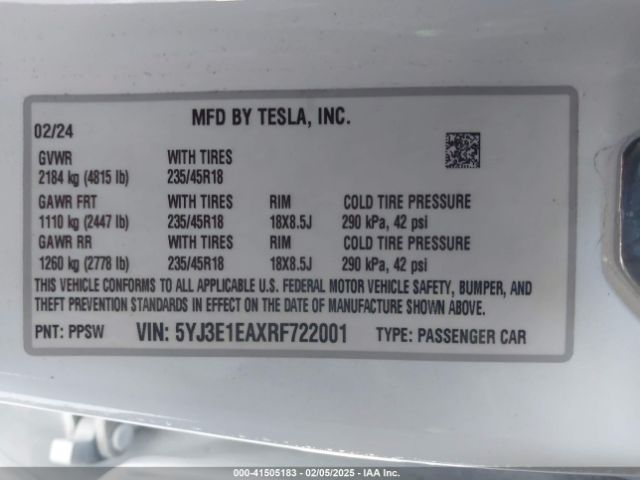 MFD BY TESLA, INC.
02/24
GVWR WITH TIRES
2184 kg (4815 lb) 235/45R18
GAWR FRT WITH TIRES RIM COLD TIRE PRESSURE
1110 kg (2447 lb) 235/45R18 18X8.5J 290 kPa, 42 psi
GAWR RR WITH TIRES RIM COLD TIRE PRESSURE
1260 kg (2778 lb) 235/45R18 18X8.5J 290 kPa, 42 psi
THIS VEHICLE CONFORMS TO ALL APPLICABLE U.S. FEDERAL MOTOR VEHICLE SAFETY, BUMPER, AND
THEFT PREVENTION STANDARDS IN EFFECT ON THE DATE OF MANUFACTURE SHOWN ABOVE.
PNT: PPSW VIN: 5YJ3E1EAXRF722001 TYPE: PASSENGER CAR
000-41505183 - 02/05/2025 - IAA Inc.